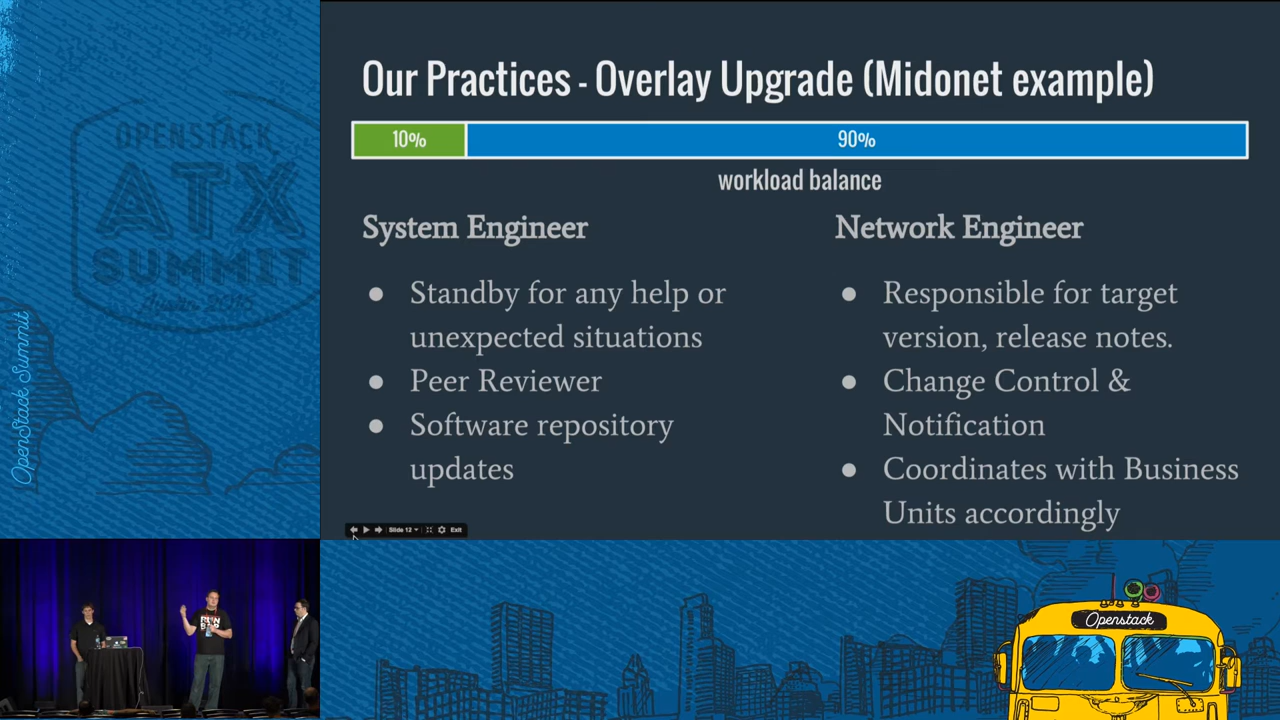 Our Practices - Overlay Upgrade (Midonet example)
10%
90%
workload balance
System Engineer
● Standby for any help or
unexpected situations
● Peer Reviewer
● Software repository
updates
Network Engineer
● Responsible for target
version, release notes.
● Change Control &
Notification
● Coordinates with Business
Units accordingly
Slide 12
Exit
OPENSTACK
ATX
SUMMIT
Austin 2016
OpenStack Summit
Openstack